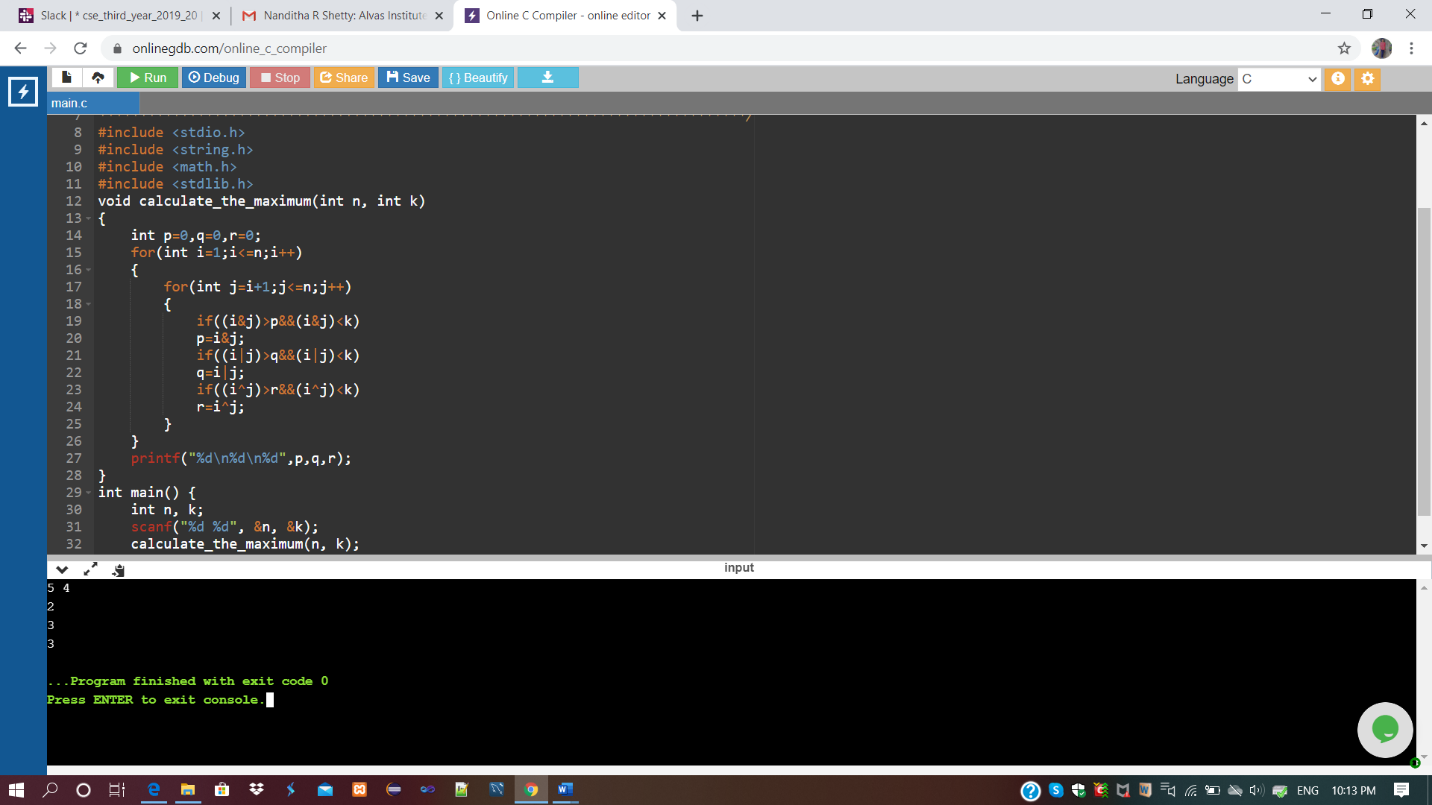 Slack | * cse_third_year_2019_20 |
Nanditha R Shetty: Alvas Institute
Online C Compiler - online editor
onlinegdb.com/online_c_compiler
Run Debug Stop Share Save { } Beautify
Language C
main.c
7 /
8 #include <stdio.h>
9 #include <string.h>
10 #include <math.h>
11 #include <stdlib.h>
12 void calculate_the_maximum(int n, int k)
13 {
14 int p=0,q=0,r=0;
15 for(int i=1;i<=n;i++)
16 {
17 for(int j=i+1;j<=n;j++)
18 {
19 if((i&j)>p&&(i&j)<k)
20 p=i&j;
21 if((i|j)>q&&(i|j)<k)
22 q=i|j;
23 if((i^j)>r&&(i^j)<k)
24 r=i^j;
25 }
26 }
27 printf("%d\n%d\n%d",p,q,r);
28 }
29 int main() {
30 int n, k;
31 scanf("%d %d", &n, &k);
32 calculate_the_maximum(n, k);
input
5 4
2
3
3
...Program finished with exit code 0
Press ENTER to exit console.
ENG 10:13 PM